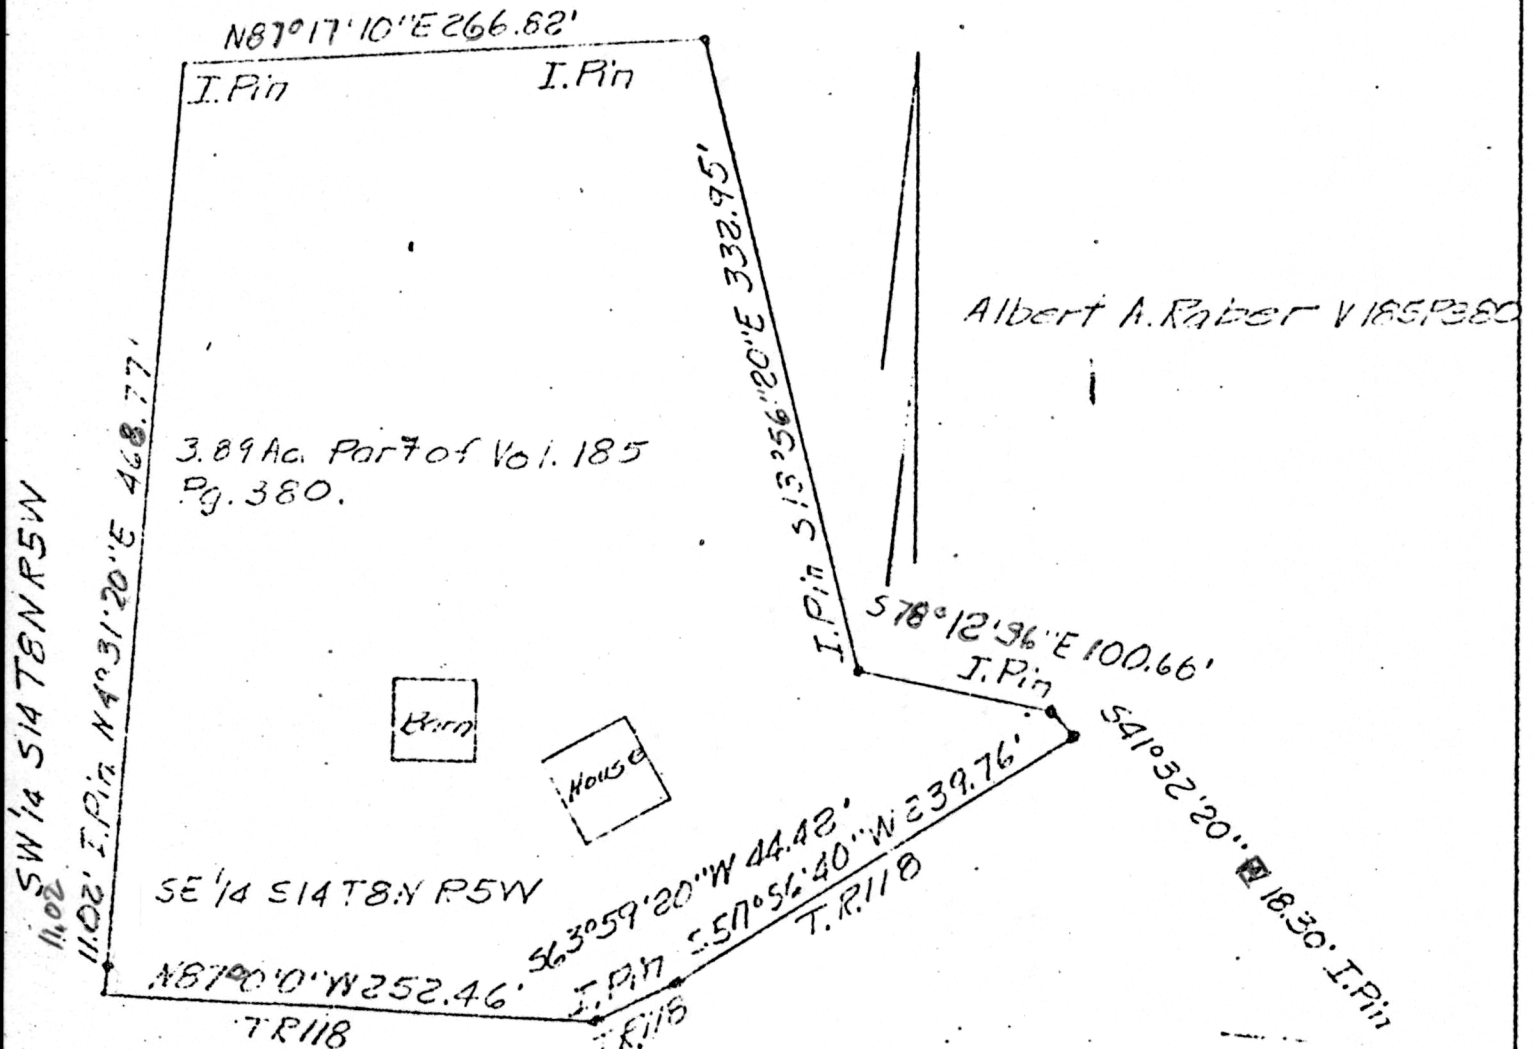 N87°17'10"E 266.82'
I.Pin
I.Pin
S13°56'20"E 332.95'
I.Pin
Albert A. Raber V185P380
N4°31'20"E 468.77'
I.Pin
11.02'
11.02
SW 1/4 S14 T8N R5W
3.89 Ac. Part of Vol. 185
Pg. 380.
S78°12'36"E 100.66'
I.Pin
S41°32'20" 18.30' I.Pin
Barn
House
SE 1/4 S14 T8N R5W
S63°59'20"W 44.42'
I.Pin
S57°56'40"W 239.76'
T.R.118
N87°0'0"W 252.46'
T.R.118
T.R.118